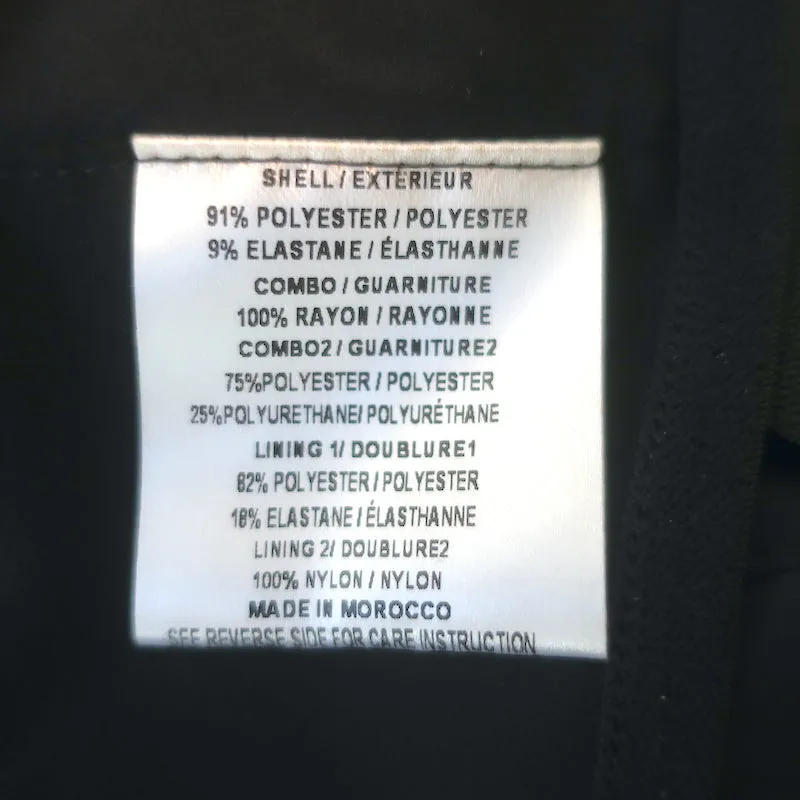 SHELL / EXTÉRIEUR
91% POLYESTER / POLYESTER
9% ELASTANE / ÉLASTHANNE
COMBO / GUARNITURE
100% RAYON / RAYONNE
COMBO2 / GUARNITURE2
75%POLYESTER / POLYESTER
25%POLYURETHANE/ POLYURÉTHANE
LINING 1/ DOUBLURE1
82% POLYESTER / POLYESTER
18% ELASTANE / ÉLASTHANNE
LINING 2/ DOUBLURE2
100% NYLON / NYLON
MADE IN MOROCCO
SEE REVERSE SIDE FOR CARE INSTRUCTION